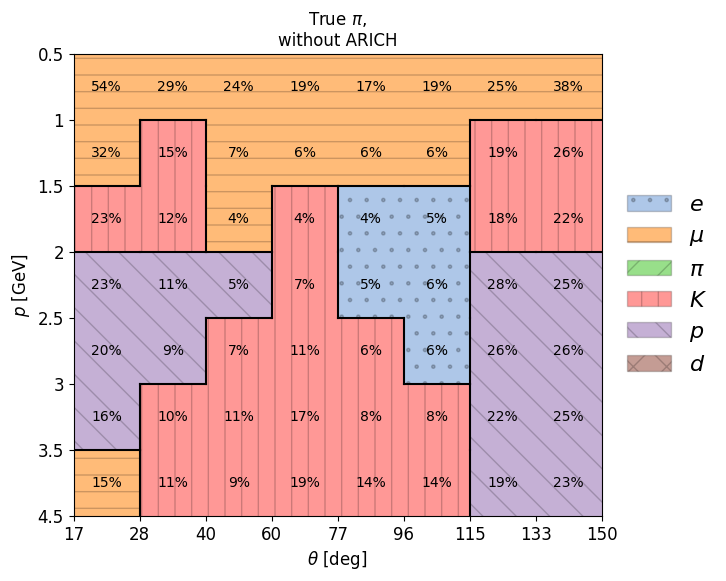 True π,
without ARICH
0.5
54% 29% 24% 19% 17% 19% 25% 38%
1
32% 15% 7% 6% 6% 6% 19% 26%
1.5
23% 12% 4% 4% 4% 5% 18% 22%
2
23% 11% 5% 7% 5% 6% 28% 25%
2.5
20% 9% 7% 11% 6% 6% 26% 26%
3
16% 10% 11% 17% 8% 8% 22% 25%
3.5
15% 11% 9% 19% 14% 14% 19% 23%
4.5
p [GeV]
17 28 40 60 77 96 115 133 150
θ [deg]
e
μ
π
K
p
d